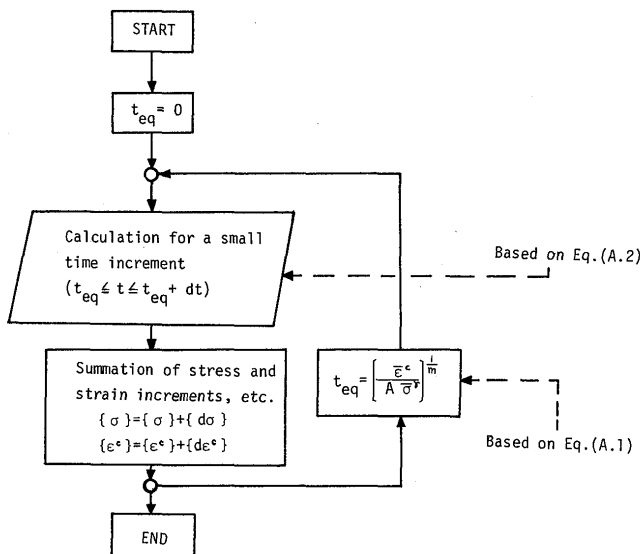 START
t_eq = 0
Calculation for a small
time increment
(t_eq ≦ t ≦ t_eq + dt)
Based on Eq.(A.2)
Summation of stress and
strain increments, etc.
{σ}={σ}+{dσ}
{ε^c}={ε^c}+{dε^c}
t_eq = [ε̄^c / A σ̄^γ]^(1/m)
Based on Eq.(A.1)
END